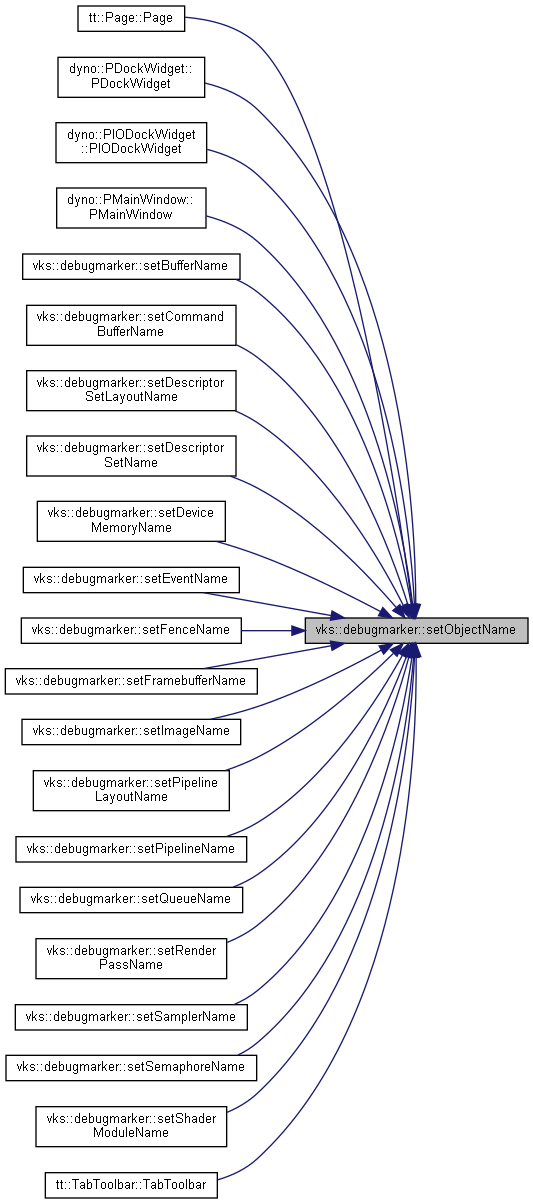 tt::Page::Page
dyno::PDockWidget::
PDockWidget
dyno::PIODockWidget
::PIODockWidget
dyno::PMainWindow::
PMainWindow
vks::debugmarker::setBufferName
vks::debugmarker::setCommand
BufferName
vks::debugmarker::setDescriptor
SetLayoutName
vks::debugmarker::setDescriptor
SetName
vks::debugmarker::setDevice
MemoryName
vks::debugmarker::setEventName
vks::debugmarker::setFenceName
vks::debugmarker::setObjectName
vks::debugmarker::setFramebufferName
vks::debugmarker::setImageName
vks::debugmarker::setPipeline
LayoutName
vks::debugmarker::setPipelineName
vks::debugmarker::setQueueName
vks::debugmarker::setRender
PassName
vks::debugmarker::setSamplerName
vks::debugmarker::setSemaphoreName
vks::debugmarker::setShader
ModuleName
tt::TabToolbar::TabToolbar